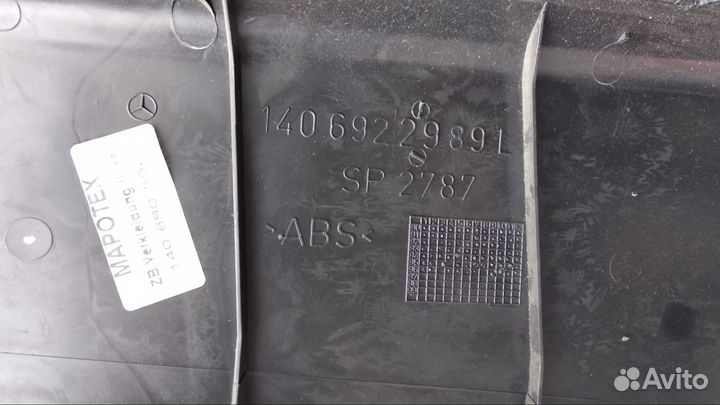 140 692 29 89 L
SP 2787
>ABS<
MAPOTEX
ZB Verkleidung
140 690
Avito